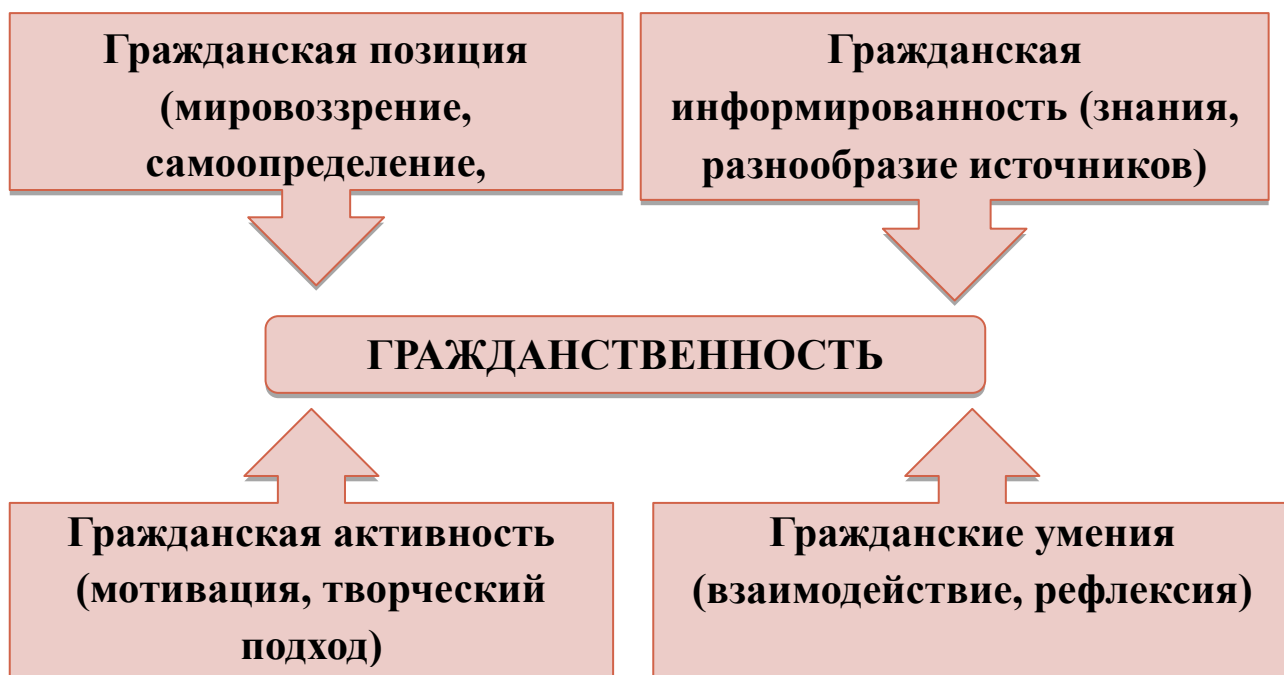 Гражданская позиция
(мировоззрение,
самоопределение,
Гражданская
информированность (знания,
разнообразие источников)
ГРАЖДАНСТВЕННОСТЬ
Гражданская активность
(мотивация, творческий
подход)
Гражданские умения
(взаимодействие, рефлексия)